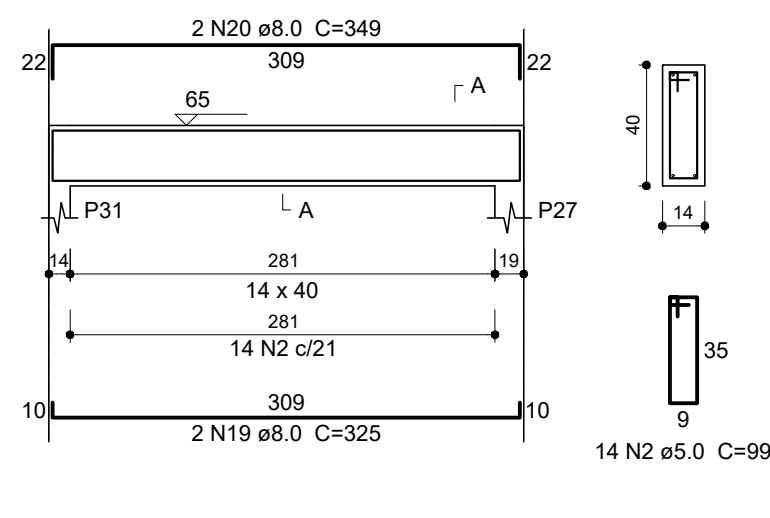 2 N20 ø8.0 C=349
22 309 22
A
65
40
P31 A P27
14
14 281 19
14 x 40
281
14 N2 c/21
35
10 309 10
9
2 N19 ø8.0 C=325
14 N2 ø5.0 C=99